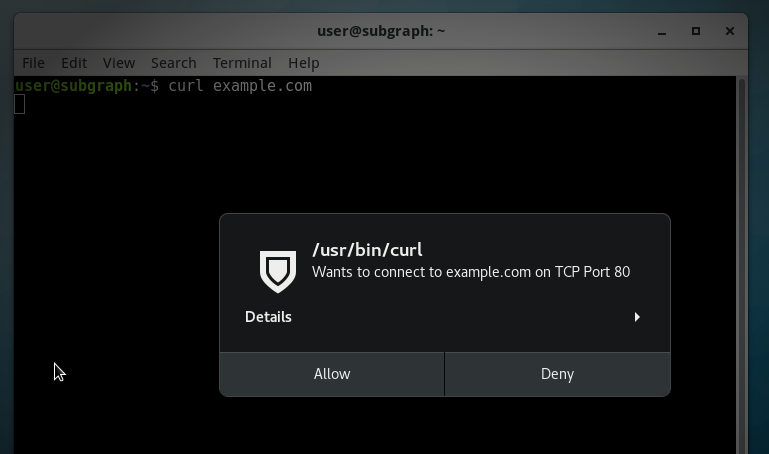 user@subgraph: ~
File Edit View Search Terminal Help
user@subgraph:~$ curl example.com
/usr/bin/curl
Wants to connect to example.com on TCP Port 80
Details
Allow Deny